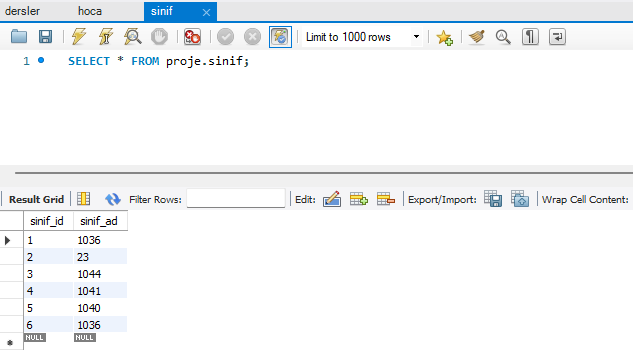 dersler hoca sinif
Limit to 1000 rows
1 SELECT * FROM proje.sinif;
Result Grid Filter Rows: Edit: Export/Import: Wrap Cell Content:
sinif_id sinif_ad
1 1036
2 23
3 1044
4 1041
5 1040
6 1036
NULL NULL